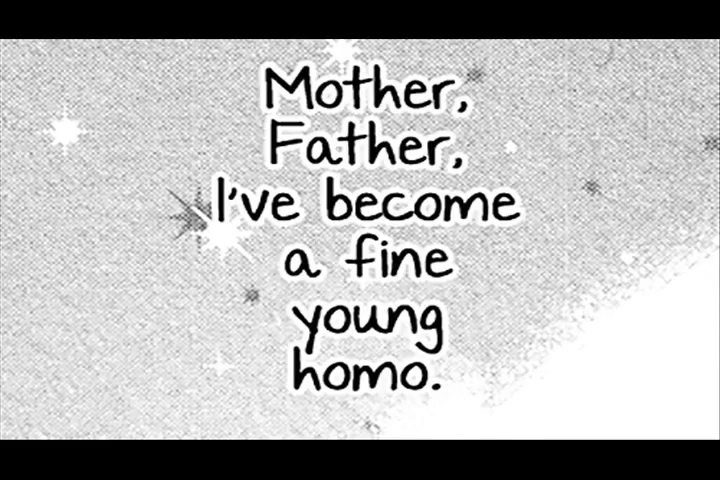 Mother,
Father,
I've become
a fine
young
homo.